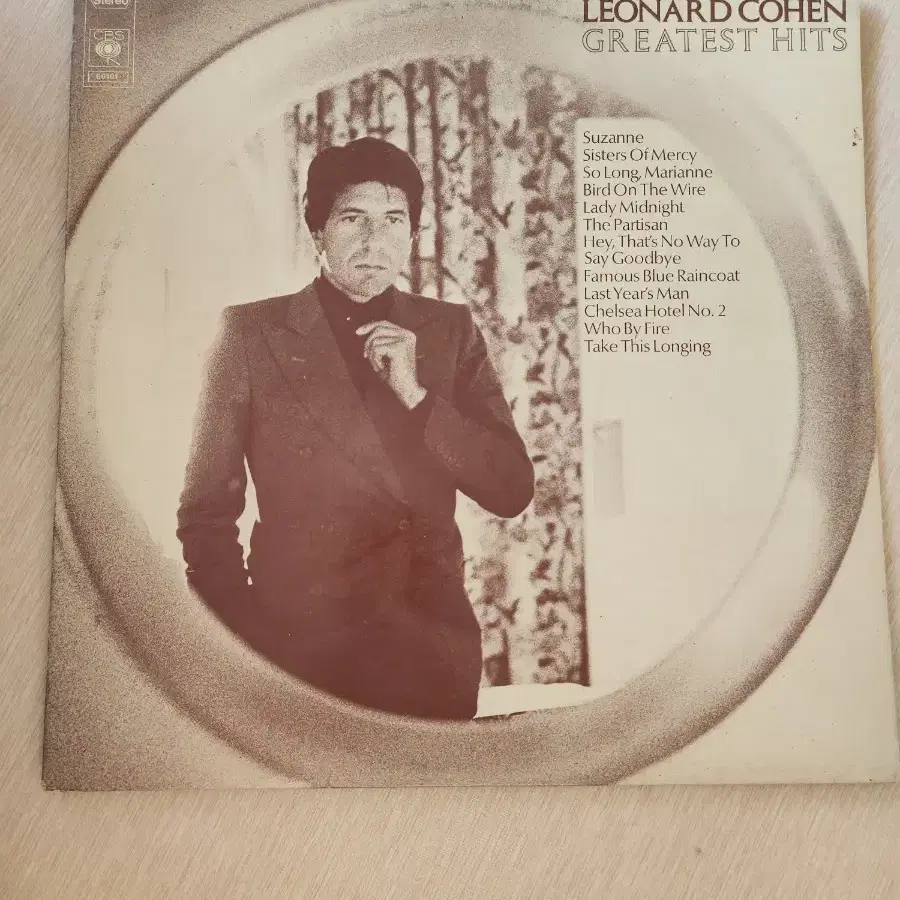 Stereo
CBS
66161
LEONARD COHEN
GREATEST HITS
Suzanne
Sisters Of Mercy
So Long, Marianne
Bird On The Wire
Lady Midnight
The Partisan
Hey, That's No Way To
Say Goodbye
Famous Blue Raincoat
Last Year's Man
Chelsea Hotel No. 2
Who By Fire
Take This Longing